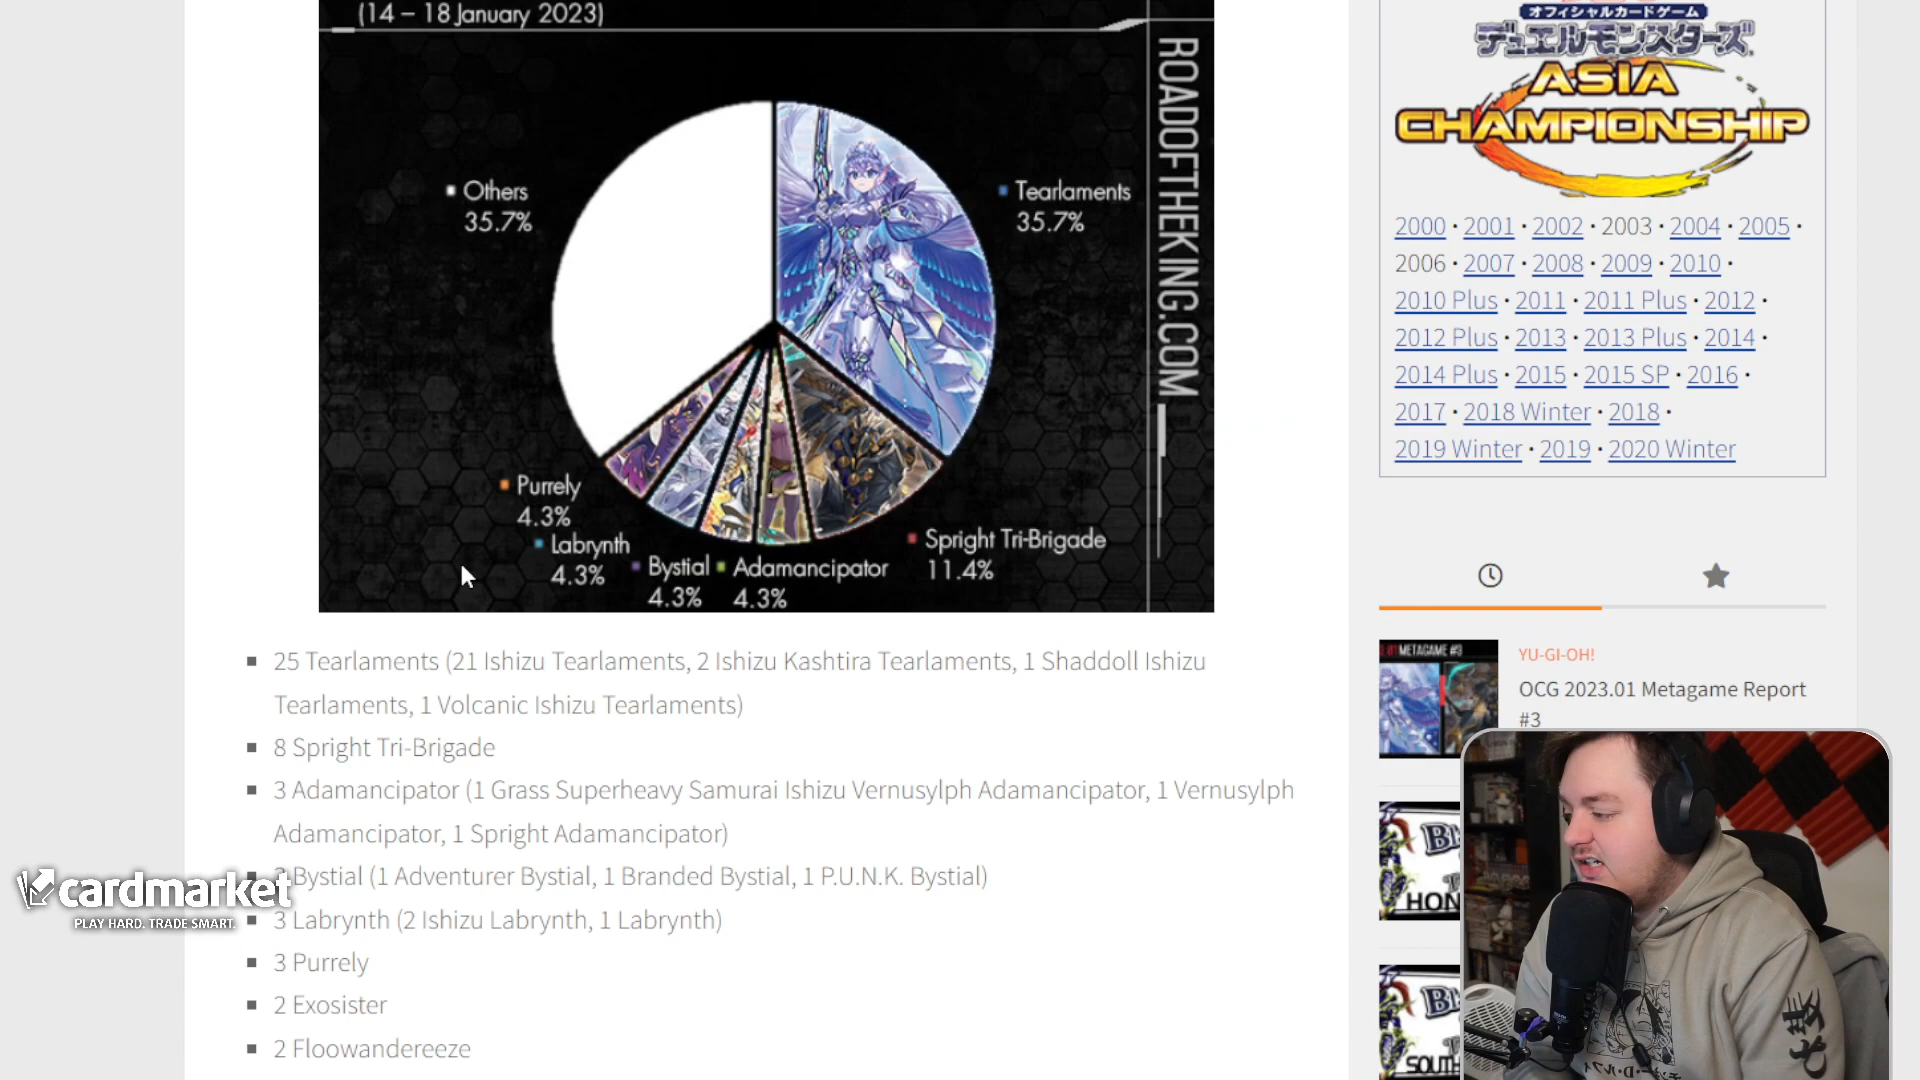 (14 – 18 January 2023)
ROADOFTHEKING.COM
Others
35.7%
Tearlaments
35.7%
Purrely
4.3%
Labrynth
4.3%
Bystial
4.3%
Adamancipator
4.3%
Spright Tri-Brigade
11.4%
▪ 25 Tearlaments (21 Ishizu Tearlaments, 2 Ishizu Kashtira Tearlaments, 1 Shaddoll Ishizu
Tearlaments, 1 Volcanic Ishizu Tearlaments)
▪ 8 Spright Tri-Brigade
▪ 3 Adamancipator (1 Grass Superheavy Samurai Ishizu Vernusylph Adamancipator, 1 Vernusylph
Adamancipator, 1 Spright Adamancipator)
Bystial (1 Adventurer Bystial, 1 Branded Bystial, 1 P.U.N.K. Bystial)
▪ 3 Labrynth (2 Ishizu Labrynth, 1 Labrynth)
▪ 3 Purrely
▪ 2 Exosister
▪ 2 Floowandereeze
cardmarket
PLAY HARD. TRADE SMART.
オフィシャルカードゲーム
デュエルモンスターズ
ASIA
CHAMPIONSHIP
2000 · 2001 · 2002 · 2003 · 2004 · 2005 ·
2006 · 2007 · 2008 · 2009 · 2010 ·
2010 Plus · 2011 · 2011 Plus · 2012 ·
2012 Plus · 2013 · 2013 Plus · 2014 ·
2014 Plus · 2015 · 2015 SP · 2016 ·
2017 · 2018 Winter · 2018 ·
2019 Winter · 2019 · 2020 Winter
METAGAME #3
YU-GI-OH!
OCG 2023.01 Metagame Report
#3
HON
SOUTH